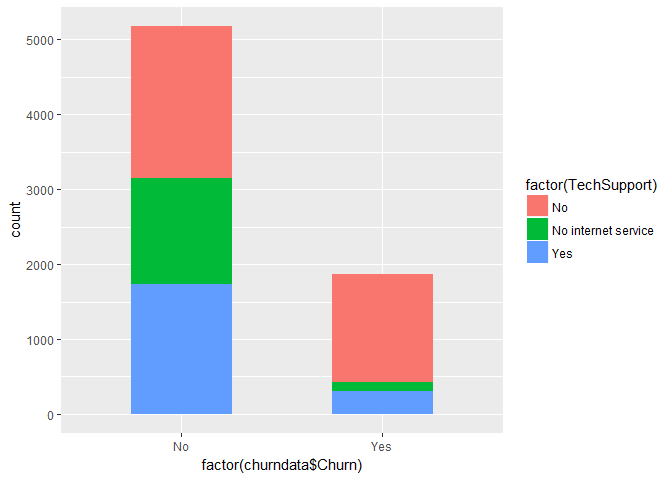 5000
4000
3000
2000
1000
0
count
No
Yes
factor(churndata$Churn)
factor(TechSupport)
No
No internet service
Yes